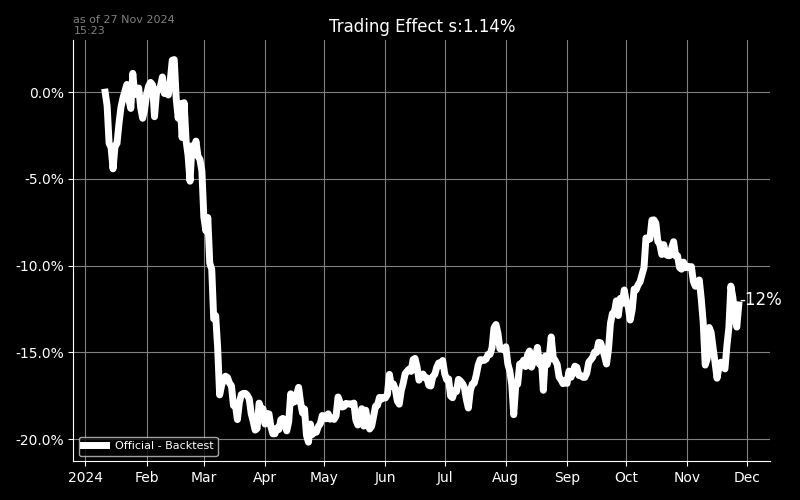 as of 27 Nov 2024
15:23
Trading Effect s:1.14%
0.0%
-5.0%
-10.0%
-15.0%
-20.0%
-12%
Official - Backtest
2024 Feb Mar Apr May Jun Jul Aug Sep Oct Nov Dec